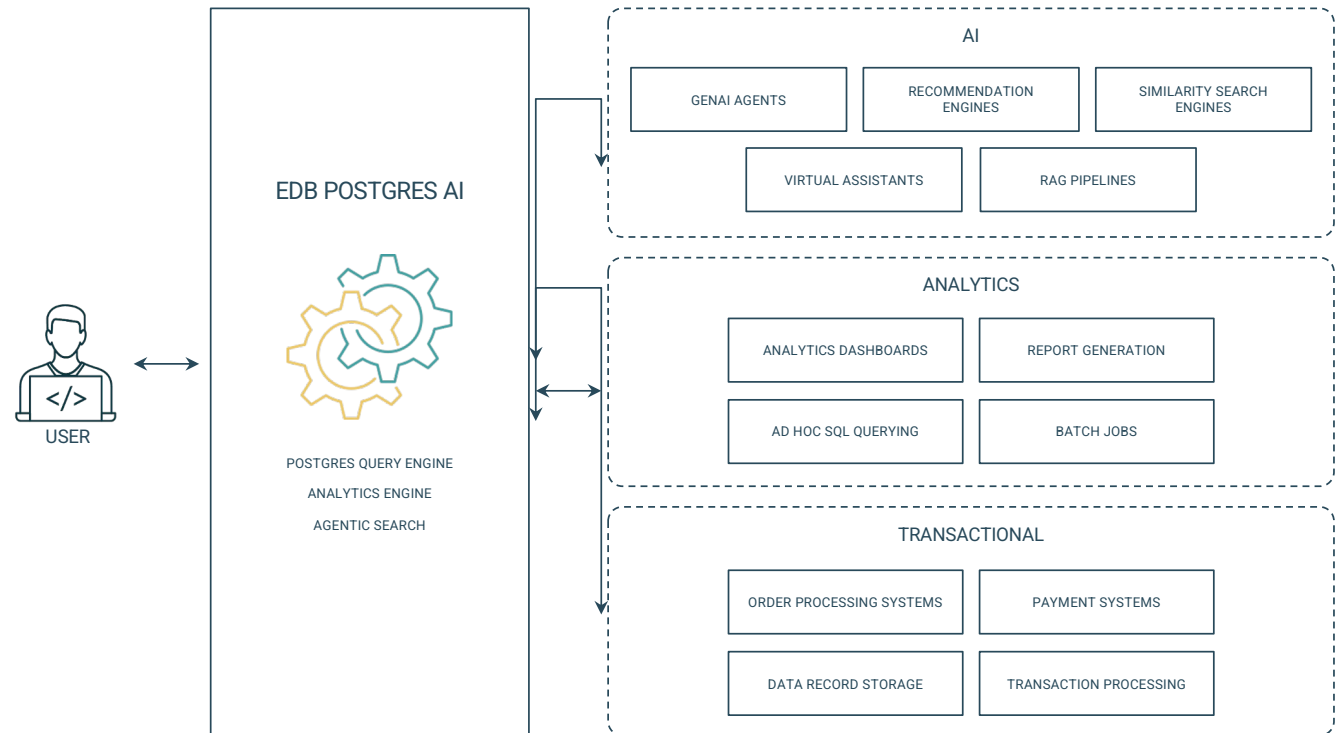 AI
GENAI AGENTS
RECOMMENDATION
ENGINES
SIMILARITY SEARCH
ENGINES
VIRTUAL ASSISTANTS
RAG PIPELINES
EDB POSTGRES AI
POSTGRES QUERY ENGINE
ANALYTICS ENGINE
AGENTIC SEARCH
</>
USER
ANALYTICS
ANALYTICS DASHBOARDS
REPORT GENERATION
AD HOC SQL QUERYING
BATCH JOBS
TRANSACTIONAL
ORDER PROCESSING SYSTEMS
PAYMENT SYSTEMS
DATA RECORD STORAGE
TRANSACTION PROCESSING